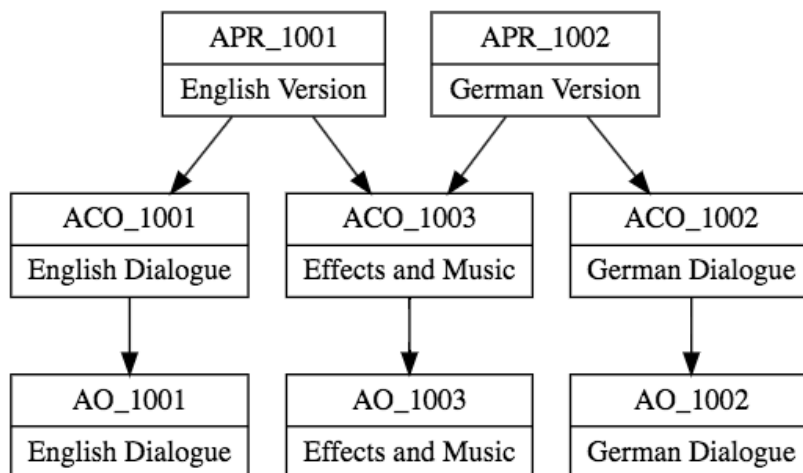 APR_1001
English Version
APR_1002
German Version
ACO_1001
English Dialogue
ACO_1003
Effects and Music
ACO_1002
German Dialogue
AO_1001
English Dialogue
AO_1003
Effects and Music
AO_1002
German Dialogue